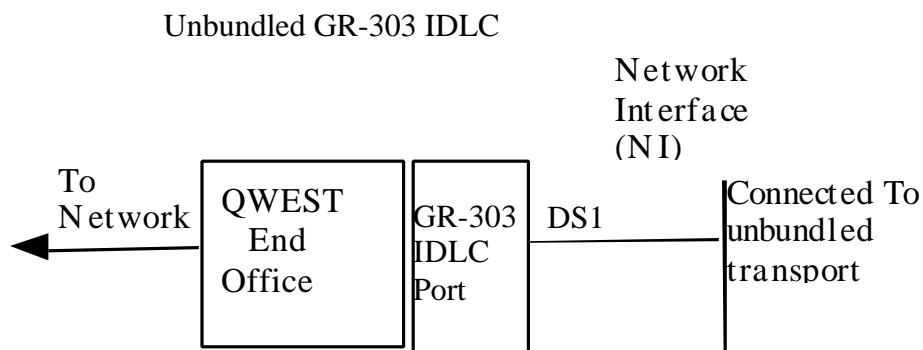 Unbundled GR-303 IDLC
Network
Interface
(NI)
To
Network
QWEST
End
Office
GR-303
IDLC
Port
DS1
Connected To
unbundled
transport